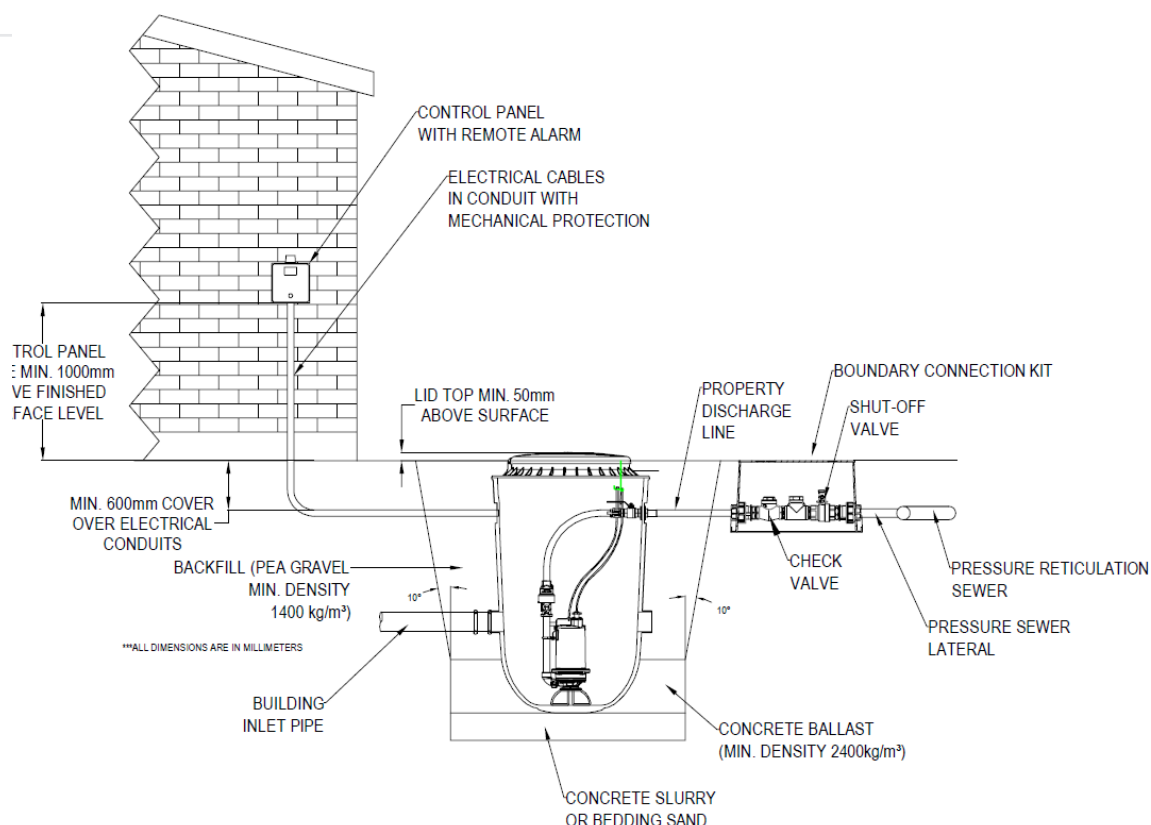 CONTROL PANEL
WITH REMOTE ALARM
ELECTRICAL CABLES
IN CONDUIT WITH
MECHANICAL PROTECTION
TROL PANEL
E MIN. 1000mm
VE FINISHED
FACE LEVEL
LID TOP MIN. 50mm
ABOVE SURFACE
PROPERTY
DISCHARGE
LINE
BOUNDARY CONNECTION KIT
SHUT-OFF
VALVE
MIN. 600mm COVER
OVER ELECTRICAL
CONDUITS
BACKFILL (PEA GRAVEL
MIN. DENSITY
1400 kg/m³)
10°
10°
CHECK
VALVE
PRESSURE RETICULATION
SEWER
PRESSURE SEWER
LATERAL
***ALL DIMENSIONS ARE IN MILLIMETERS
BUILDING
INLET PIPE
CONCRETE BALLAST
(MIN. DENSITY 2400kg/m³)
CONCRETE SLURRY
OR BEDDING SAND